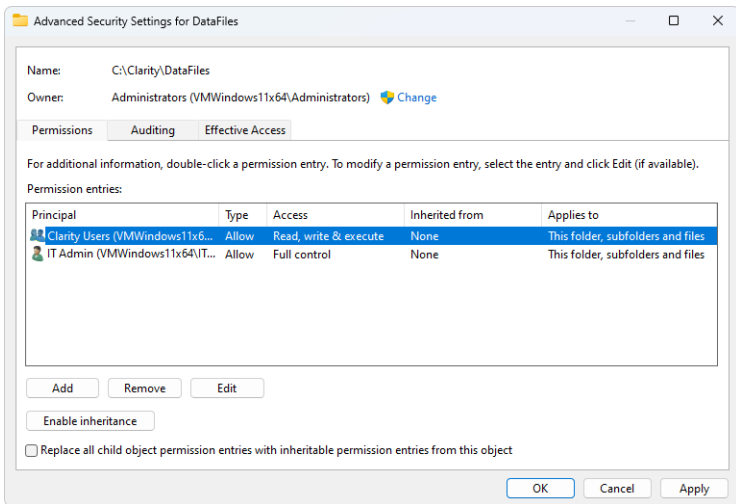 Advanced Security Settings for DataFiles
Name: C:\Clarity\DataFiles
Owner: Administrators (VMWindows11x64\Administrators) Change
Permissions Auditing Effective Access
For additional information, double-click a permission entry. To modify a permission entry, select the entry and click Edit (if available).
Permission entries:
Principal Type Access Inherited from Applies to
Clarity Users (VMWindows11x6... Allow Read, write & execute None This folder, subfolders and files
IT Admin (VMWindows11x64\IT... Allow Full control None This folder, subfolders and files
Add Remove Edit
Enable inheritance
Replace all child object permission entries with inheritable permission entries from this object
OK Cancel Apply